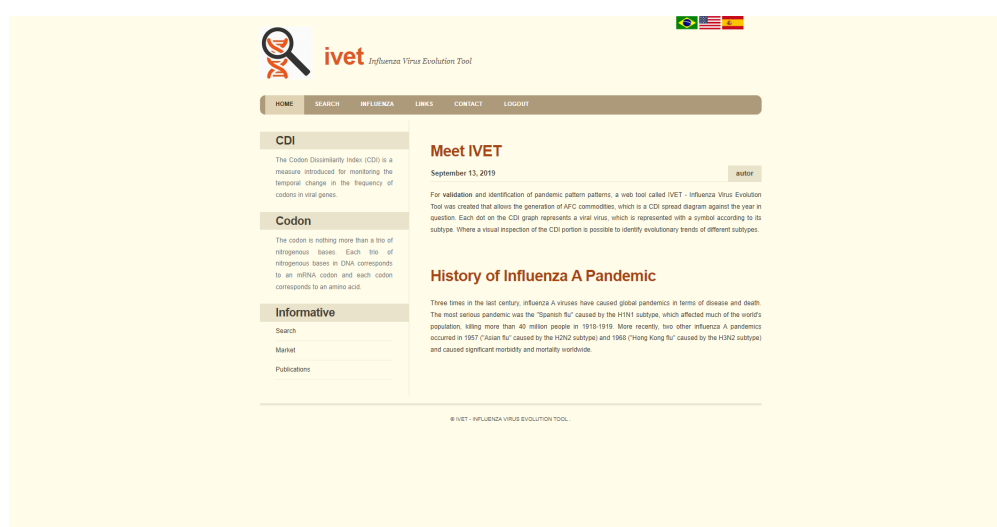 ivet Influenza Virus Evolution Tool
HOME SEARCH INFLUENZA LINKS CONTACT LOGOUT
CDI
The Codon Dissimilarity Index (CDI) is a
measure introduced for monitoring the
temporal change in the frequency of
codons in viral genes.
Codon
The codon is nothing more than a trio of
nitrogenous bases. Each trio of
nitrogenous bases in DNA corresponds
to an mRNA codon and each codon
corresponds to an amino acid.
Informative
Search
Market
Publications
Meet IVET
September 13, 2019
autor
For validation and identification of pandemic pattern patterns, a web tool called IVET - Influenza Virus Evolution
Tool was created that allows the generation of AFC commodities, which is a CDI spread diagram against the year in
question. Each dot on the CDI graph represents a viral virus, which is represented with a symbol according to its
subtype. Where a visual inspection of the CDI portion is possible to identify evolutionary trends of different subtypes.
History of Influenza A Pandemic
Three times in the last century, influenza A viruses have caused global pandemics in terms of disease and death.
The most serious pandemic was the "Spanish flu" caused by the H1N1 subtype, which affected much of the world's
population, killing more than 40 million people in 1918-1919. More recently, two other influenza A pandemics
occurred in 1957 ("Asian flu" caused by the H2N2 subtype) and 1968 ("Hong Kong flu" caused by the H3N2 subtype)
and caused significant morbidity and mortality worldwide.
© IVET - INFLUENZA VIRUS EVOLUTION TOOL.